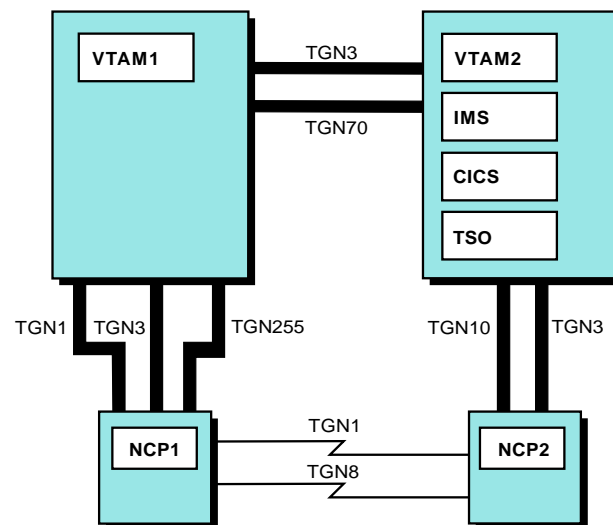 VTAM1
TGN3
VTAM2
TGN70
IMS
CICS
TSO
TGN1
TGN3
TGN255
TGN10
TGN3
NCP1
TGN1
NCP2
TGN8